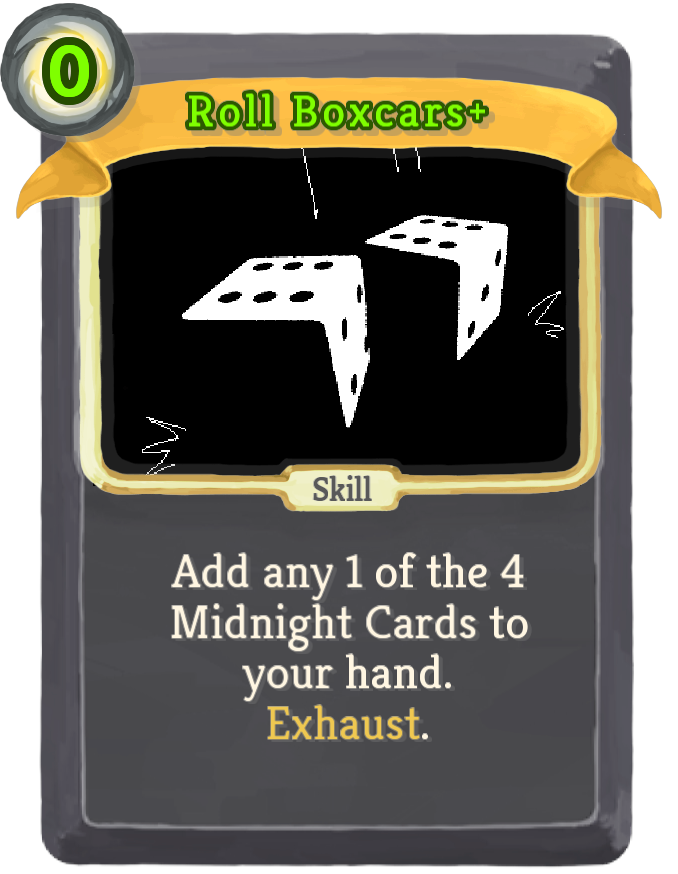 0
Roll Boxcars+
Skill
Add any 1 of the 4
Midnight Cards to
your hand.
Exhaust.